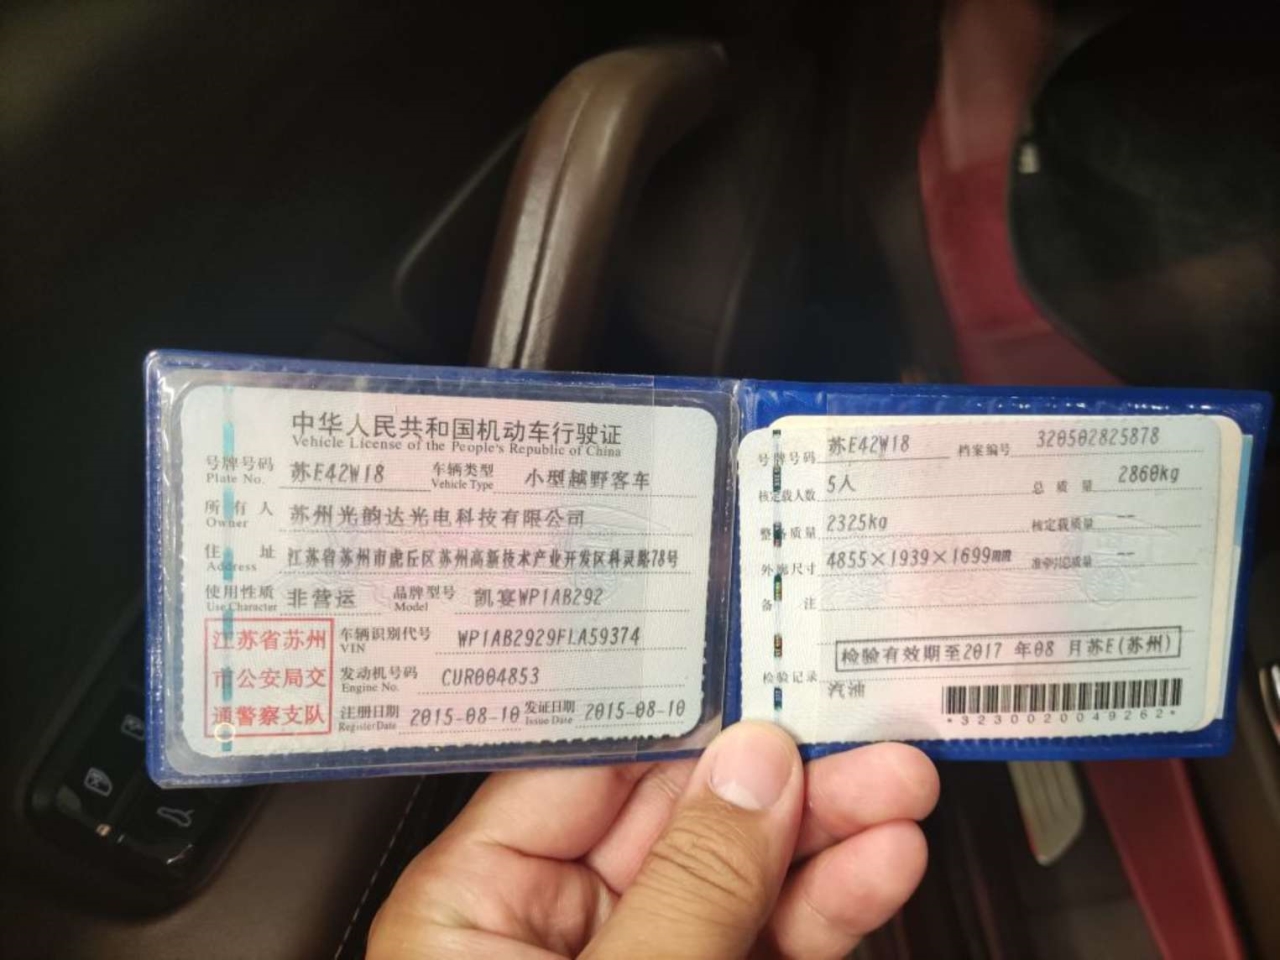 中华人民共和国机动车行驶证
Vehicle License of the People's Republic of China
号牌号码 苏E42W18 车辆类型 小型越野客车
Plate No. Vehicle Type
所有人 苏州光韵达光电科技有限公司
Owner
住址 江苏省苏州市虎丘区苏州高新技术产业开发区科灵路78号
Address
使用性质 非营运 品牌型号 凯宴WP1AB292
Use Character Model
江苏省苏州
市公安局交
通警察支队
车辆识别代号 WP1AB2929FLA59374
VIN
发动机号码 CUR004853
Engine No.
注册日期 2015-08-10 发证日期 2015-08-10
Register Date Issue Date
号牌号码 苏E42W18 档案编号 320502825878
核定载人数 5人 总质量 2860kg
整备质量 2325kg 核定载质量 --
外廓尺寸 4855×1939×1699mm 准牵引总质量 --
备注
检验有效期至2017 年08 月苏E(苏州)
检验记录
汽油
*3230020049262*